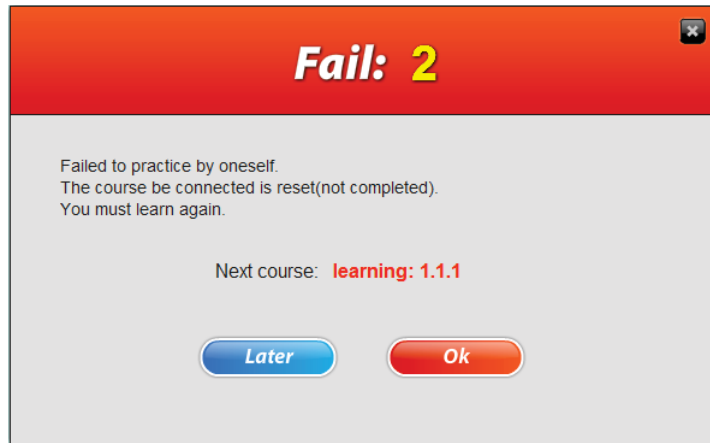 Fail: 2
Failed to practice by oneself.
The course be connected is reset(not completed).
You must learn again.
Next course: learning: 1.1.1
Later Ok